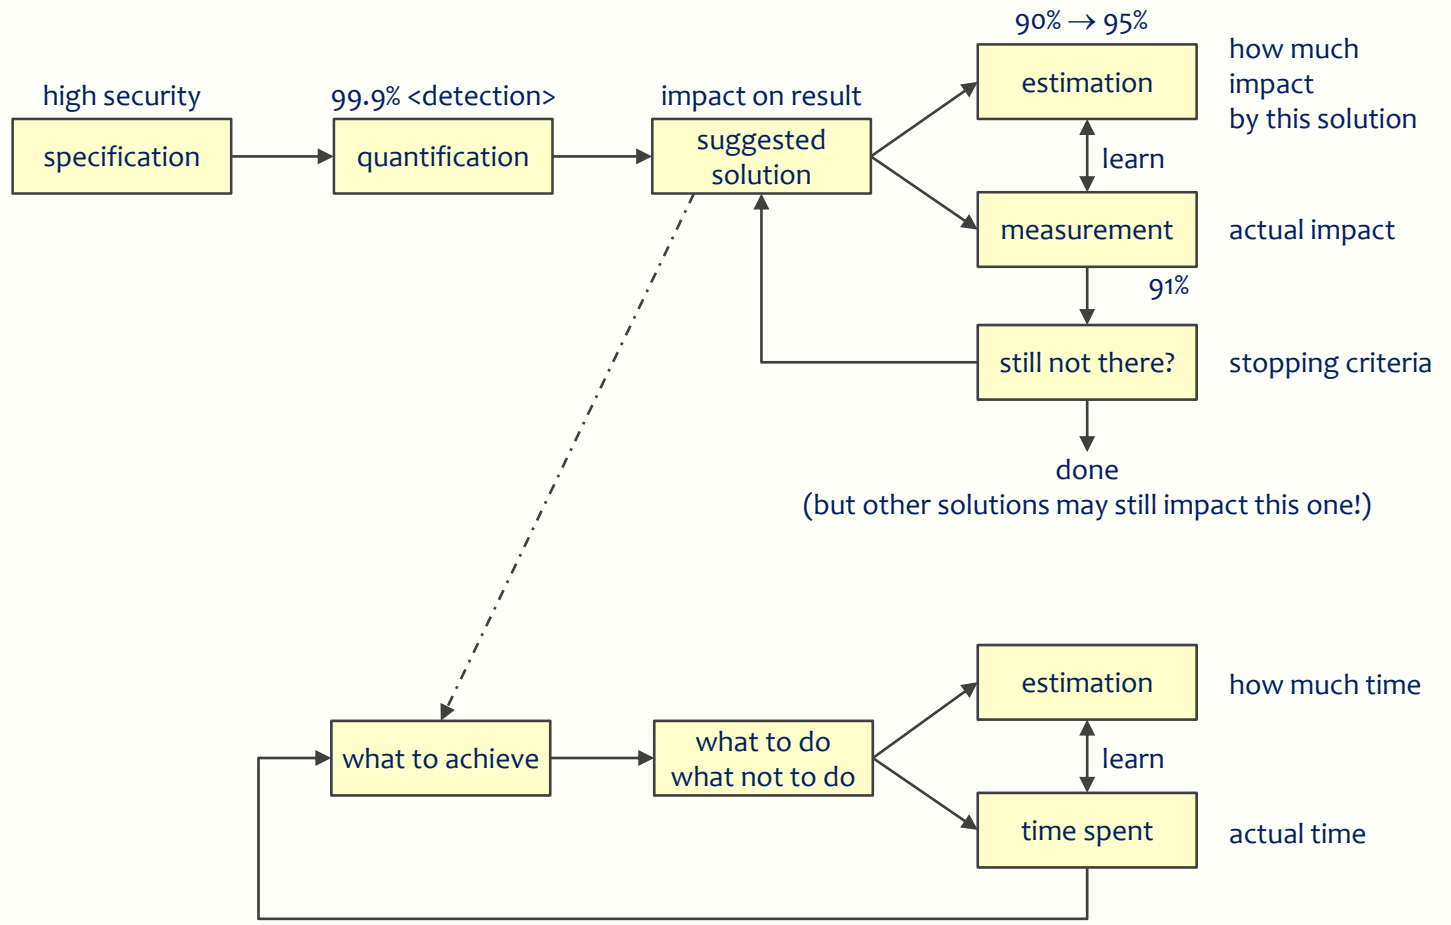 90% → 95%
how much
impact
by this solution
estimation
high security
99.9% <detection>
impact on result
specification
quantification
suggested
solution
learn
measurement
actual impact
91%
still not there?
stopping criteria
done
(but other solutions may still impact this one!)
estimation
how much time
what to achieve
what to do
what not to do
learn
time spent
actual time